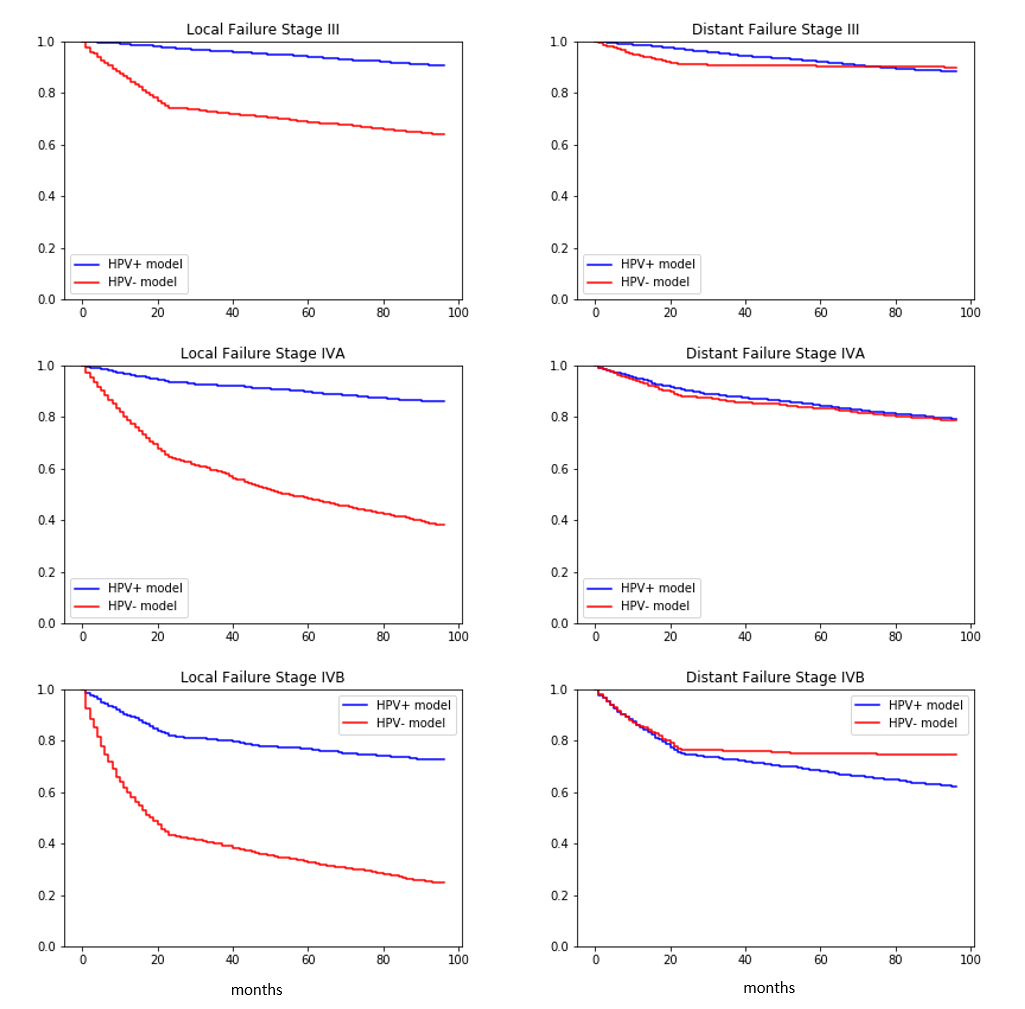 Local Failure Stage III
1.0
0.8
0.6
0.4
0.2
0.0
HPV+ model
HPV- model
0 20 40 60 80 100
Distant Failure Stage III
1.0
0.8
0.6
0.4
0.2
0.0
HPV+ model
HPV- model
0 20 40 60 80 100
Local Failure Stage IVA
1.0
0.8
0.6
0.4
0.2
0.0
HPV+ model
HPV- model
0 20 40 60 80 100
Distant Failure Stage IVA
1.0
0.8
0.6
0.4
0.2
0.0
HPV+ model
HPV- model
0 20 40 60 80 100
Local Failure Stage IVB
1.0
0.8
0.6
0.4
0.2
0.0
HPV+ model
HPV- model
0 20 40 60 80 100
months
Distant Failure Stage IVB
1.0
0.8
0.6
0.4
0.2
0.0
HPV+ model
HPV- model
0 20 40 60 80 100
months